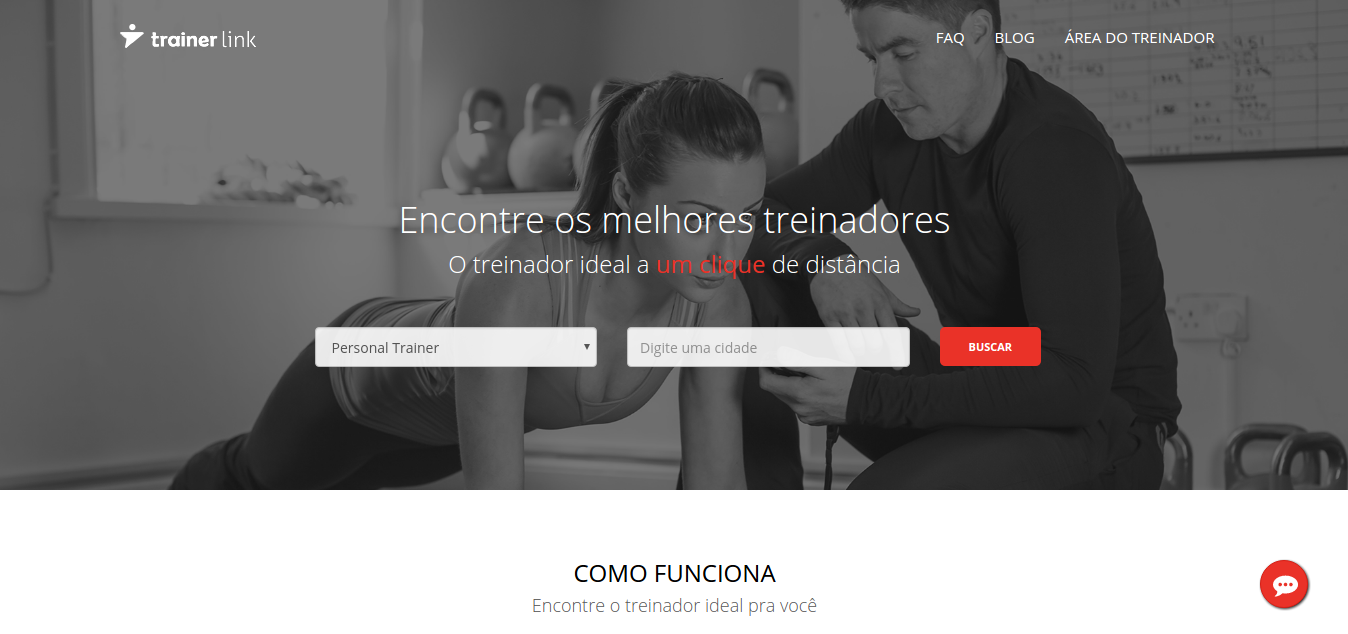 trainer link
FAQ BLOG ÁREA DO TREINADOR
Encontre os melhores treinadores
O treinador ideal a um clique de distância
Personal Trainer
Digite uma cidade
BUSCAR
COMO FUNCIONA
Encontre o treinador ideal pra você